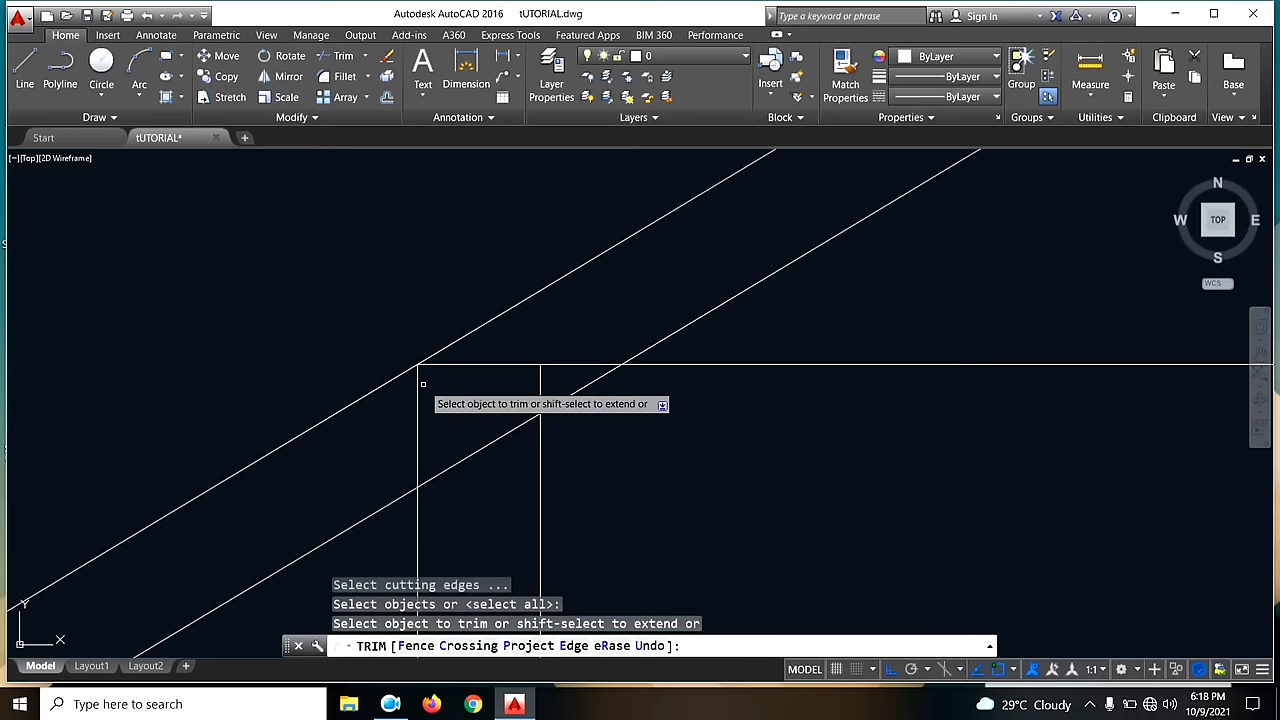 Autodesk AutoCAD 2016 tUTORIAL.dwg
Type a keyword or phrase
Sign In
Home Insert Annotate Parametric View Manage Output Add-ins A360 Express Tools Featured Apps BIM 360 Performance
Line Polyline Circle Arc
Move Rotate Trim
Copy Mirror Fillet
Stretch Scale Array
Text Dimension
Layer Properties
0
Insert
Match Properties
ByLayer
ByLayer
ByLayer
Group
Measure
Paste
Base
Draw Modify Annotation Layers Block Properties Groups Utilities Clipboard View
Start tUTORIAL*
[−][Top][2D Wireframe]
N
W TOP E
S
WCS
Select object to trim or shift-select to extend or
Select cutting edges ...
Select objects or <select all>:
Select object to trim or shift-select to extend or
TRIM [Fence Crossing Project Edge eRase Undo]:
Y
X
Model Layout1 Layout2
MODEL 1:1
Type here to search
29°C Cloudy
6:18 PM
10/9/2021